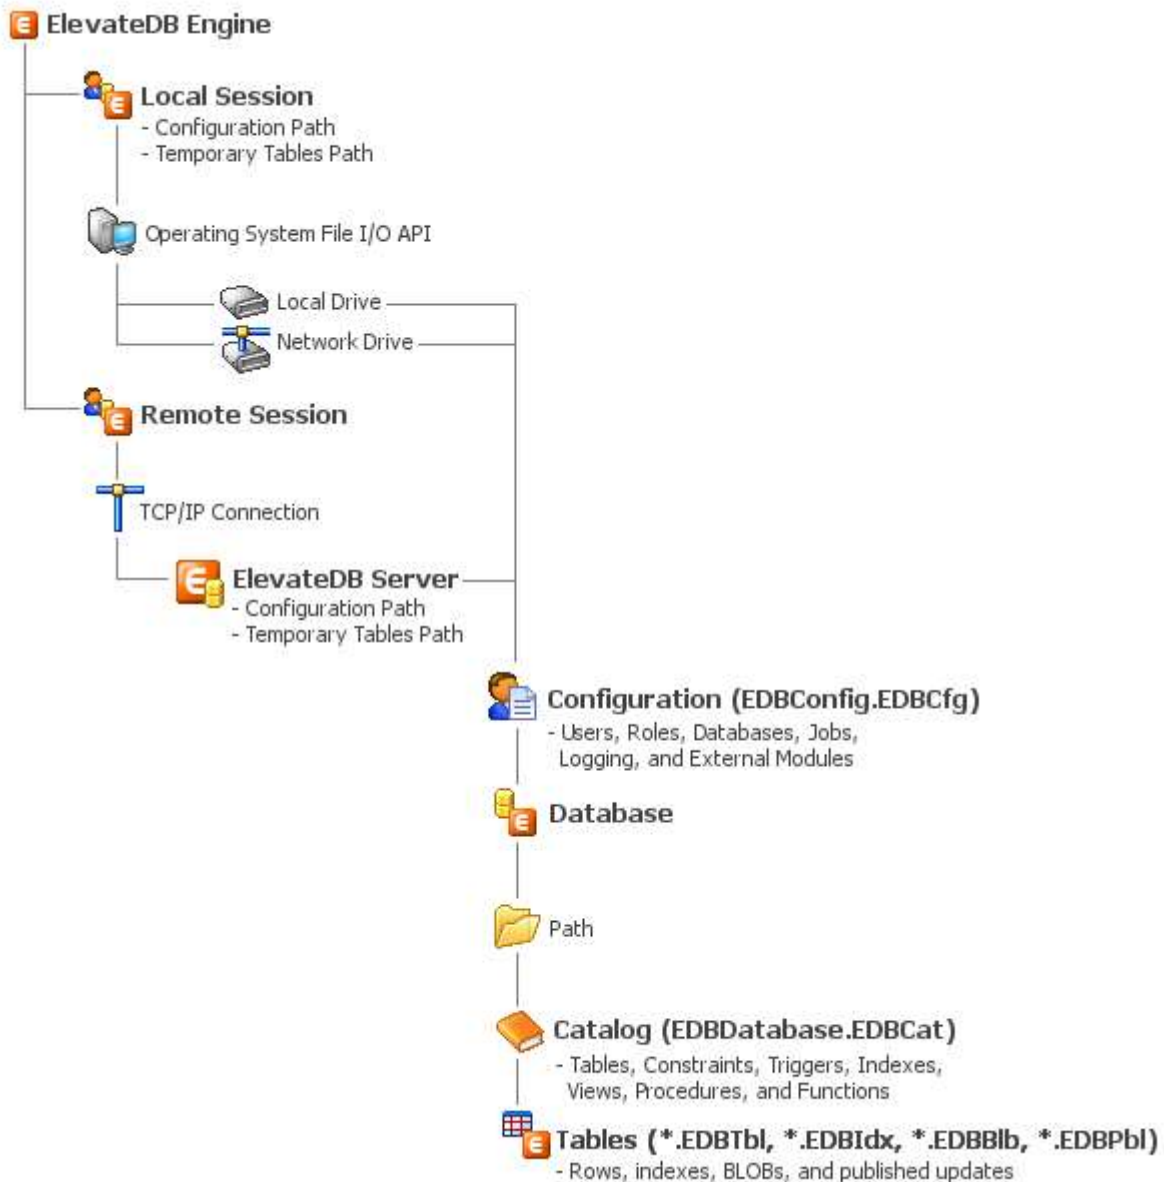 ElevateDB Engine
Local Session
- Configuration Path
- Temporary Tables Path
Operating System File I/O API
Local Drive
Network Drive
Remote Session
TCP/IP Connection
ElevateDB Server
- Configuration Path
- Temporary Tables Path
Configuration (EDBConfig.EDBCfg)
- Users, Roles, Databases, Jobs,
Logging, and External Modules
Database
Path
Catalog (EDBDatabase.EDBCat)
- Tables, Constraints, Triggers, Indexes,
Views, Procedures, and Functions
Tables (*.EDBTbl, *.EDBIdx, *.EDBBlb, *.EDBPbl)
- Rows, indexes, BLOBs, and published updates